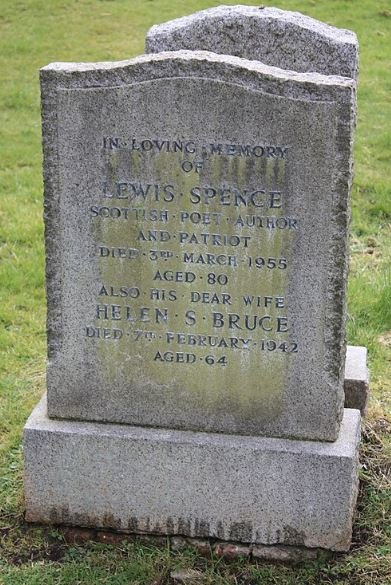 IN·LOVING·MEMORY
OF
LEWIS·SPENCE
SCOTTISH·POET·AUTHOR
AND·PATRIOT
DIED·3RD·MARCH·1955
AGED·80
ALSO·HIS·DEAR·WIFE
HELEN·S·BRUCE
DIED·7TH·FEBRUARY·1942
AGED·64